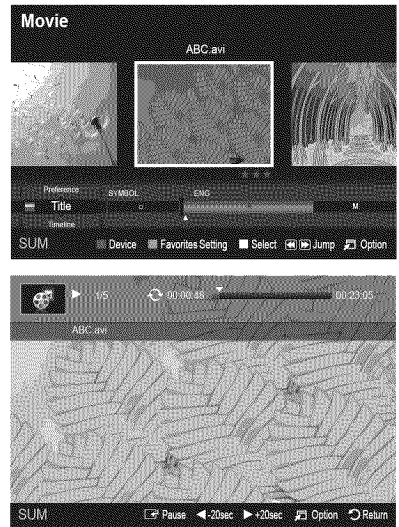 Movie
ABC.avi
Preference
SYMBOL ENG
Title M
Timeline
SUM Device Favorites Setting Select Jump Option
1/5 00:00:48 00:23:05
ABC.avi
SUM Pause -20sec +20sec Option Return